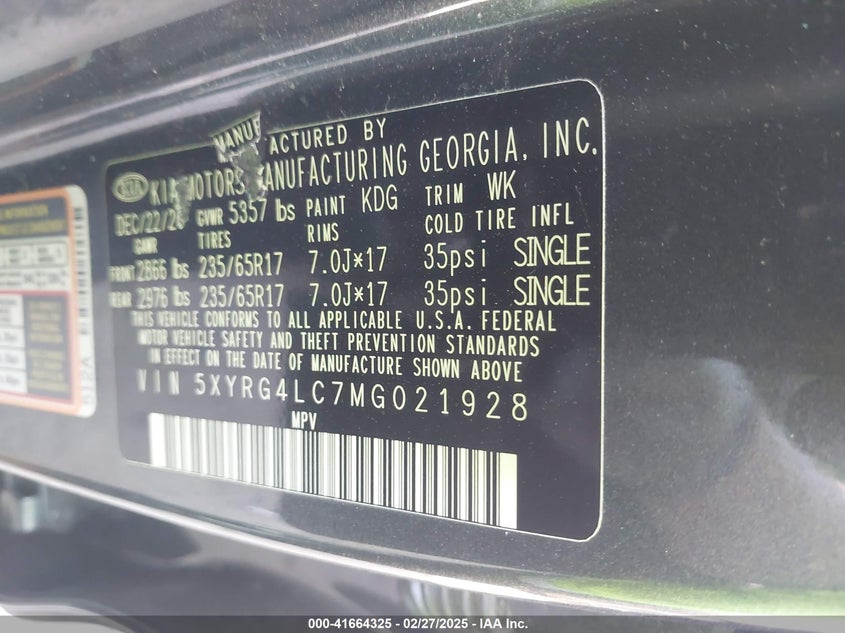 MANUFACTURED BY
KIA MOTORS MANUFACTURING GEORGIA, INC.
DEC/22/20 GVWR 5357 lbs PAINT KDG TRIM WK
GAWR TIRES RIMS COLD TIRE INFL
FRONT 2866 lbs 235/65R17 7.0J*17 35psi SINGLE
REAR 2976 lbs 235/65R17 7.0J*17 35psi SINGLE
THIS VEHICLE CONFORMS TO ALL APPLICABLE U.S.A. FEDERAL
MOTOR VEHICLE SAFETY AND THEFT PREVENTION STANDARDS
IN EFFECT ON THE DATE OF MANUFACTURE SHOWN ABOVE
VIN 5XYRG4LC7MG021928
MPV
000-41664325 - 02/27/2025 - IAA Inc.